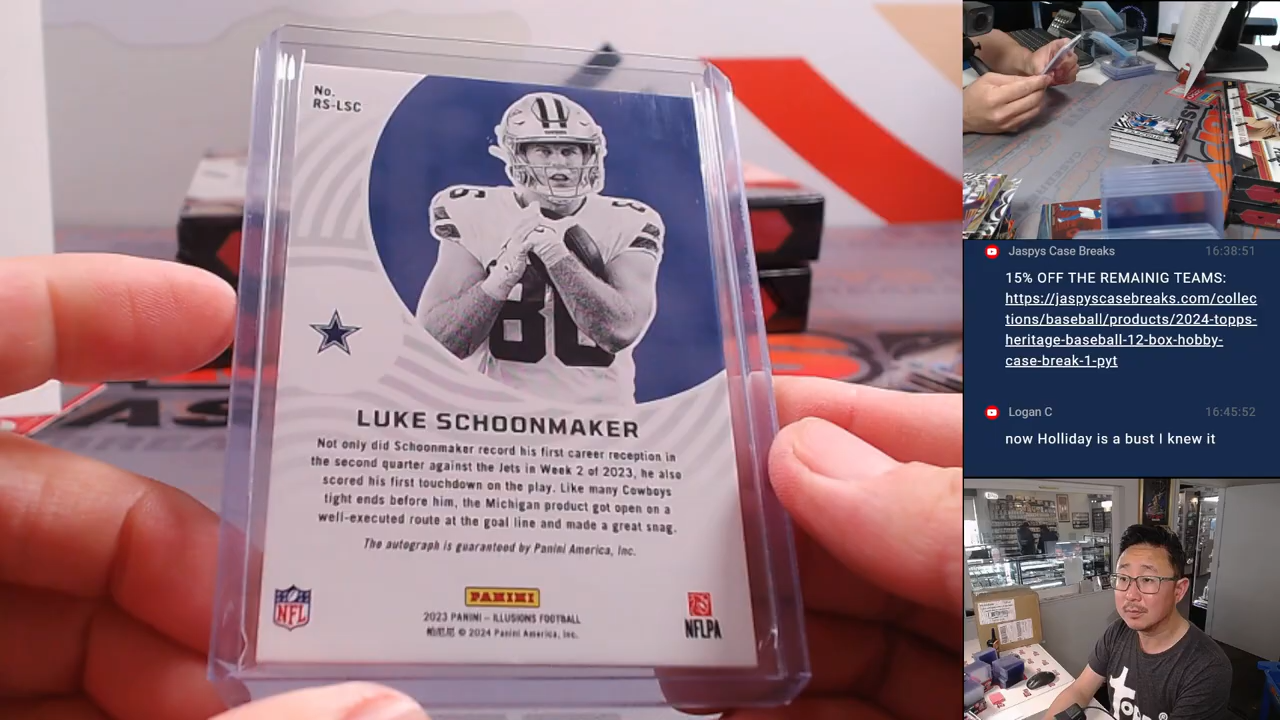 No.
RS-LSC
86
LUKE SCHOONMAKER
Not only did Schoonmaker record his first career reception in
the second quarter against the Jets in Week 2 of 2023, he also
scored his first touchdown on the play. Like many Cowboys
tight ends before him, the Michigan product got open on a
well-executed route at the goal line and made a great snag.
The autograph is guaranteed by Panini America, Inc.
NFL
PANINI
2023 PANINI – ILLUSIONS FOOTBALL
© 2024 Panini America, Inc.
NFLPA
Jaspys Case Breaks 16:38:51
15% OFF THE REMAINIG TEAMS:
https://jaspyscasebreaks.com/collec
tions/baseball/products/2024-topps-
heritage-baseball-12-box-hobby-
case-break-1-pyt
Logan C 16:45:52
now Holliday is a bust I knew it